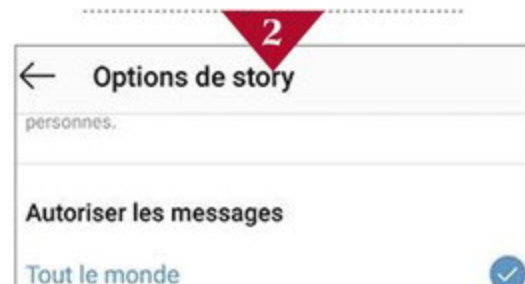 2
Options de story
personnes.
Autoriser les messages
Tout le monde